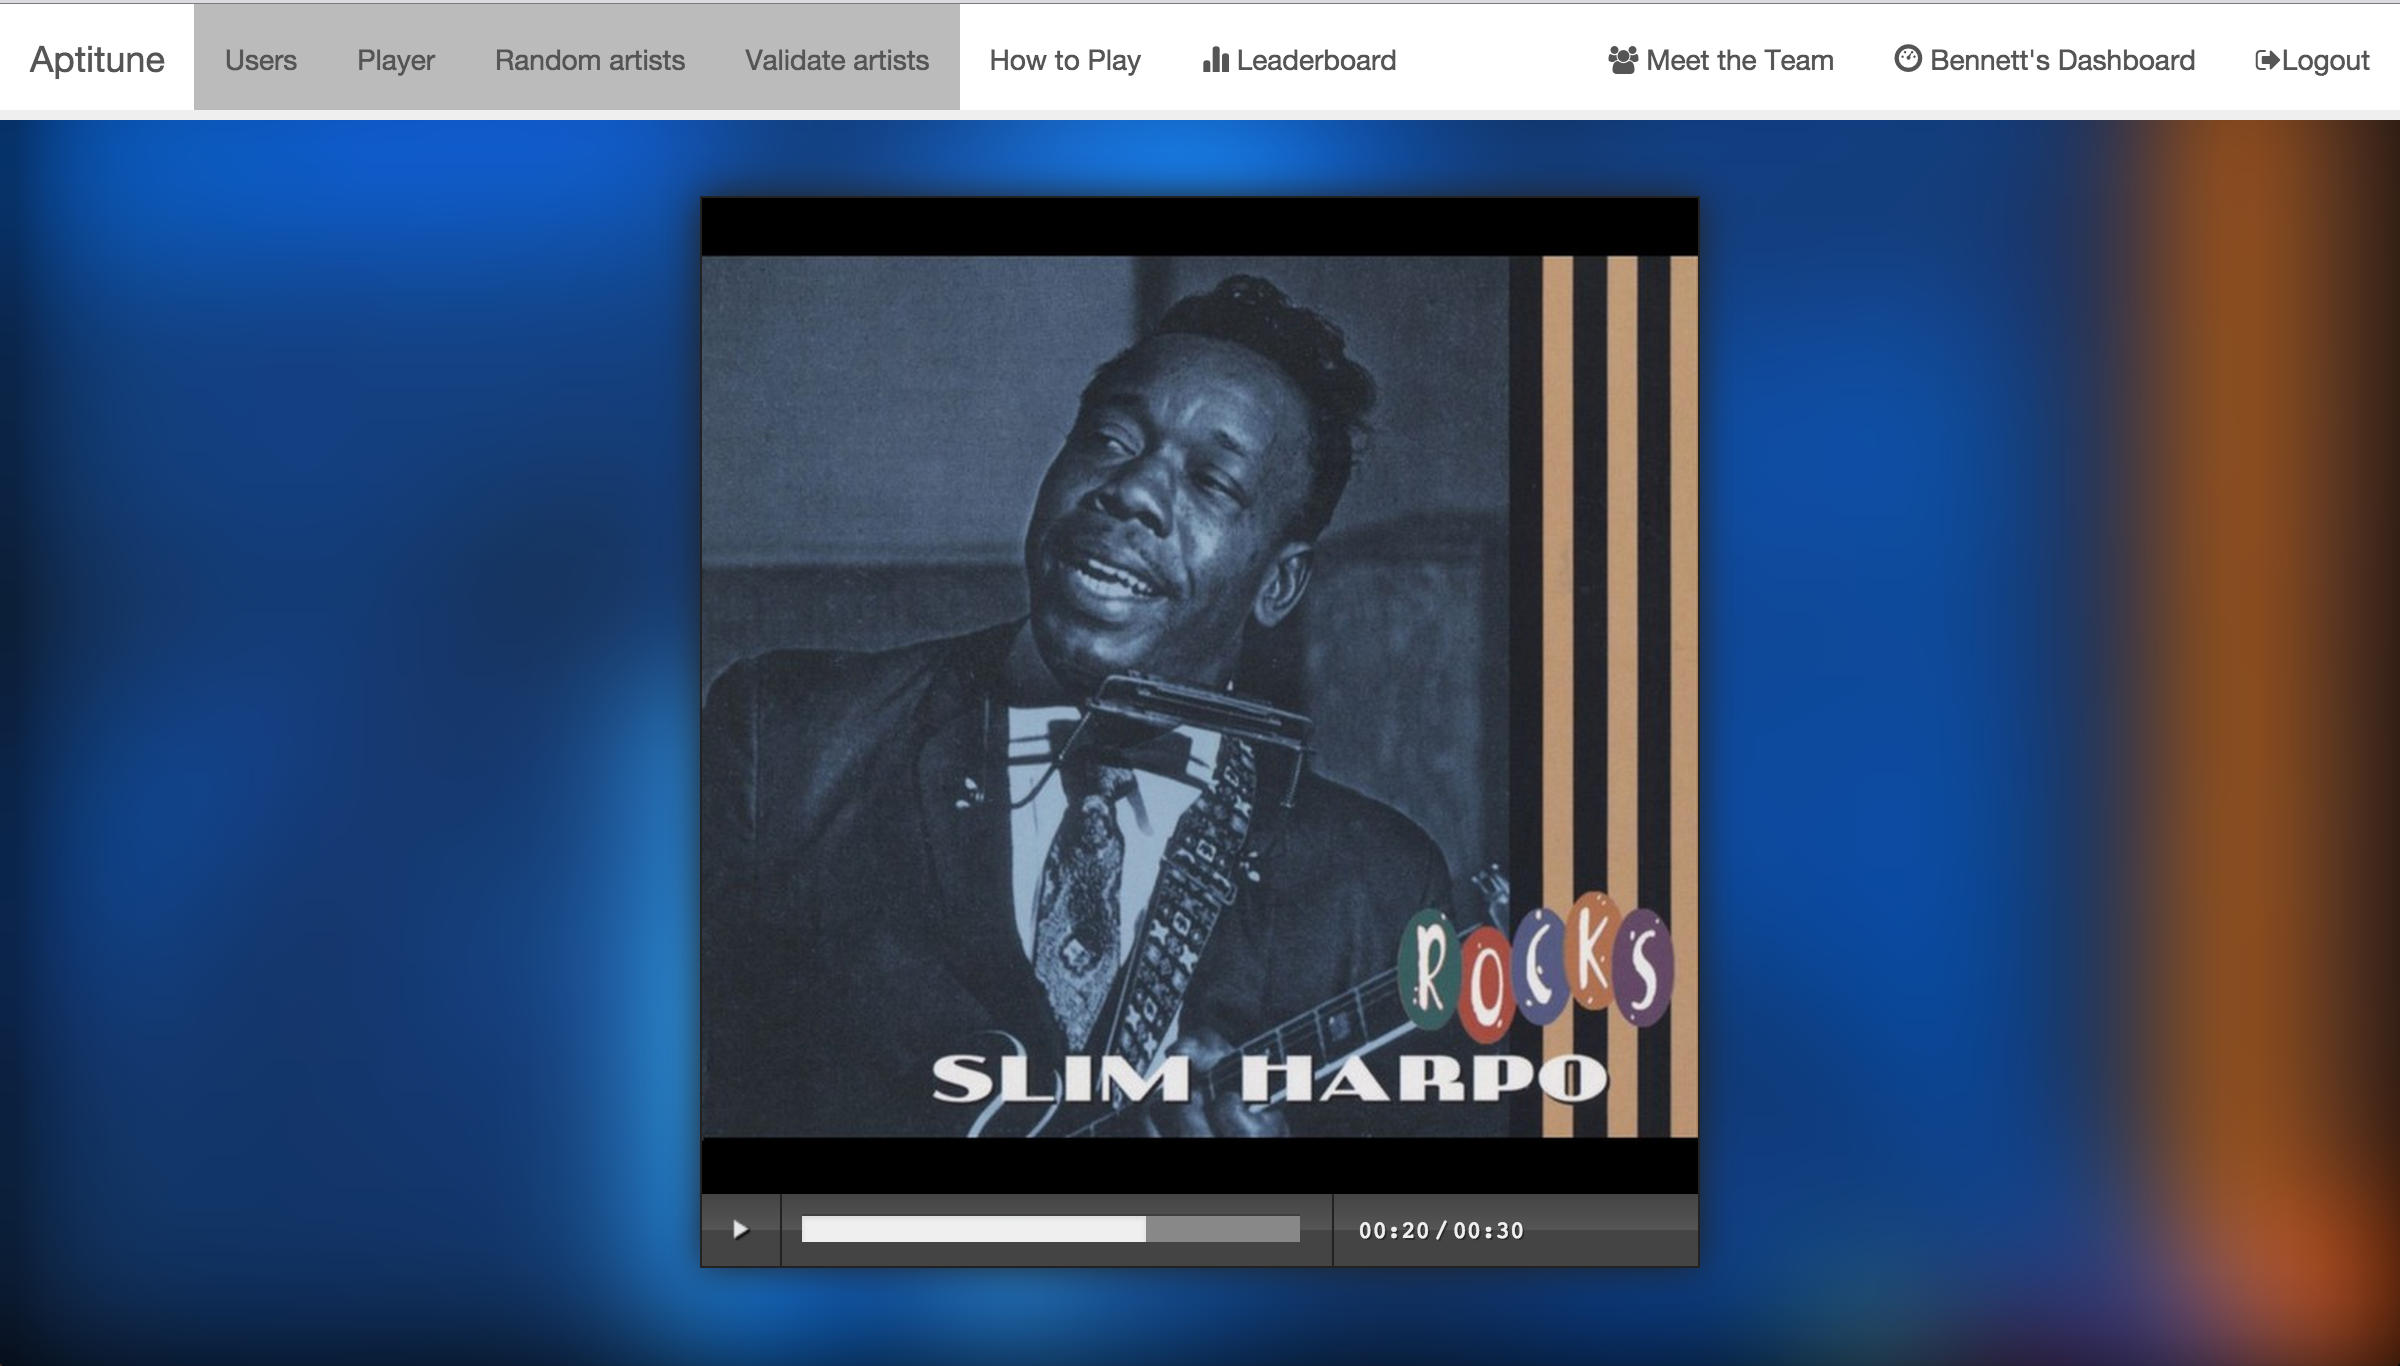 Aptitune Users Player Random artists Validate artists How to Play Leaderboard Meet the Team Bennett's Dashboard Logout
ROCKS
SLIM HARPO
00:20/00:30